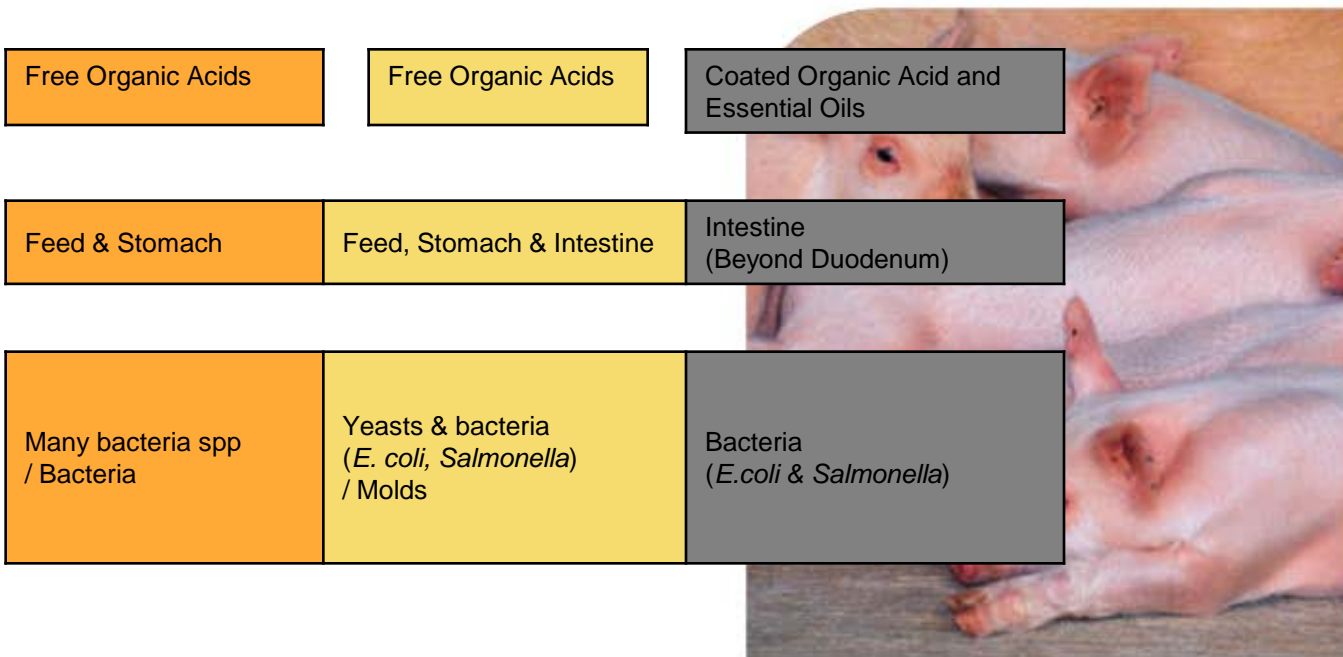 Free Organic Acids
Free Organic Acids
Coated Organic Acid and
Essential Oils
Feed & Stomach
Feed, Stomach & Intestine
Intestine
(Beyond Duodenum)
Many bacteria spp
/ Bacteria
Yeasts & bacteria
(E. coli, Salmonella)
/ Molds
Bacteria
(E.coli & Salmonella)